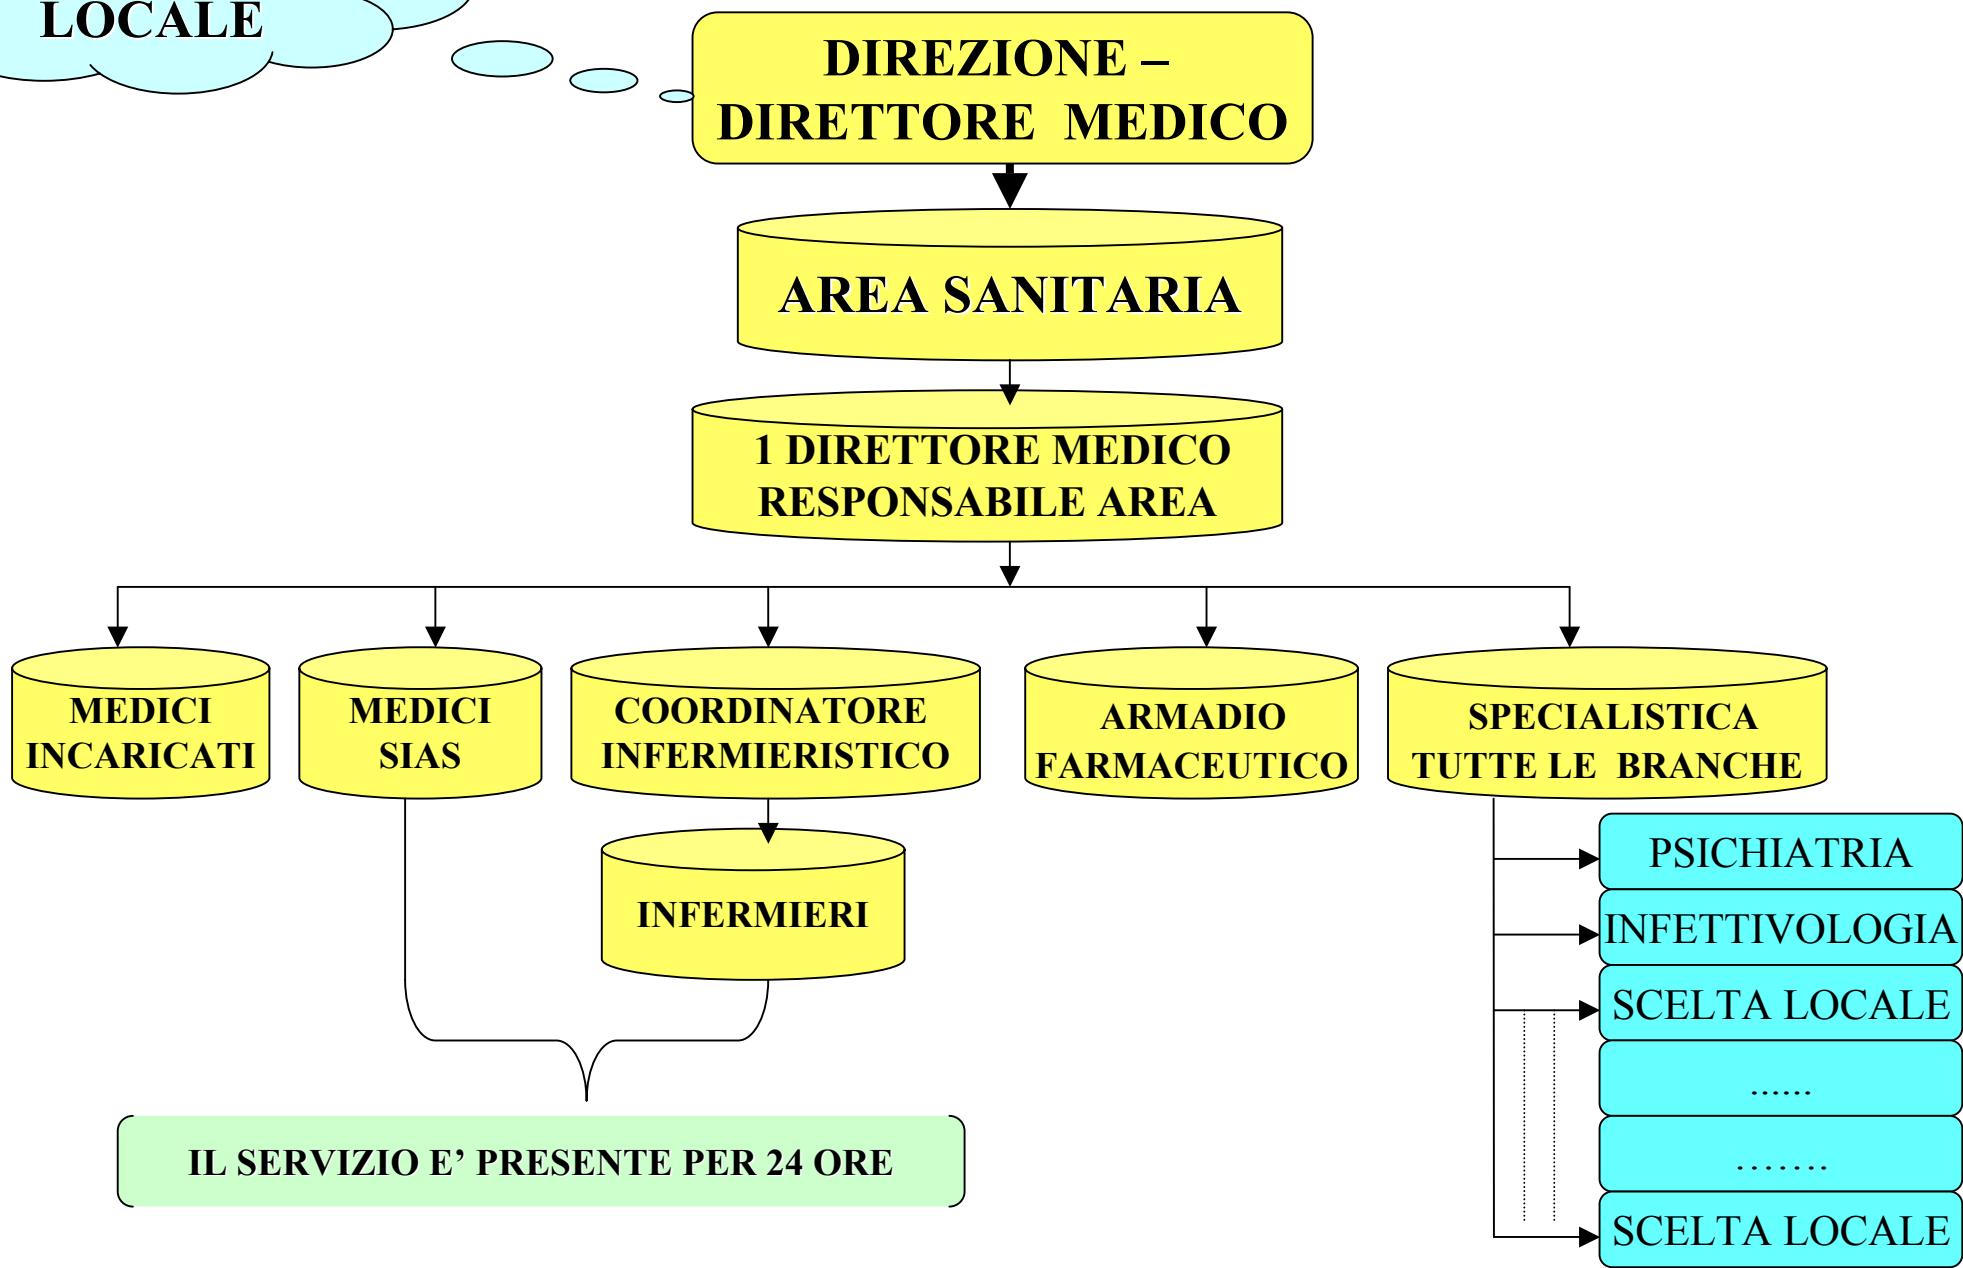 LOCALE
DIREZIONE –
DIRETTORE MEDICO
AREA SANITARIA
1 DIRETTORE MEDICO
RESPONSABILE AREA
MEDICI
INCARICATI
MEDICI
SIAS
COORDINATORE
INFERMIERISTICO
ARMADIO
FARMACEUTICO
SPECIALISTICA
TUTTE LE BRANCHE
INFERMIERI
PSICHIATRIA
INFETTIVOLOGIA
SCELTA LOCALE
......
…….
SCELTA LOCALE
IL SERVIZIO E’ PRESENTE PER 24 ORE